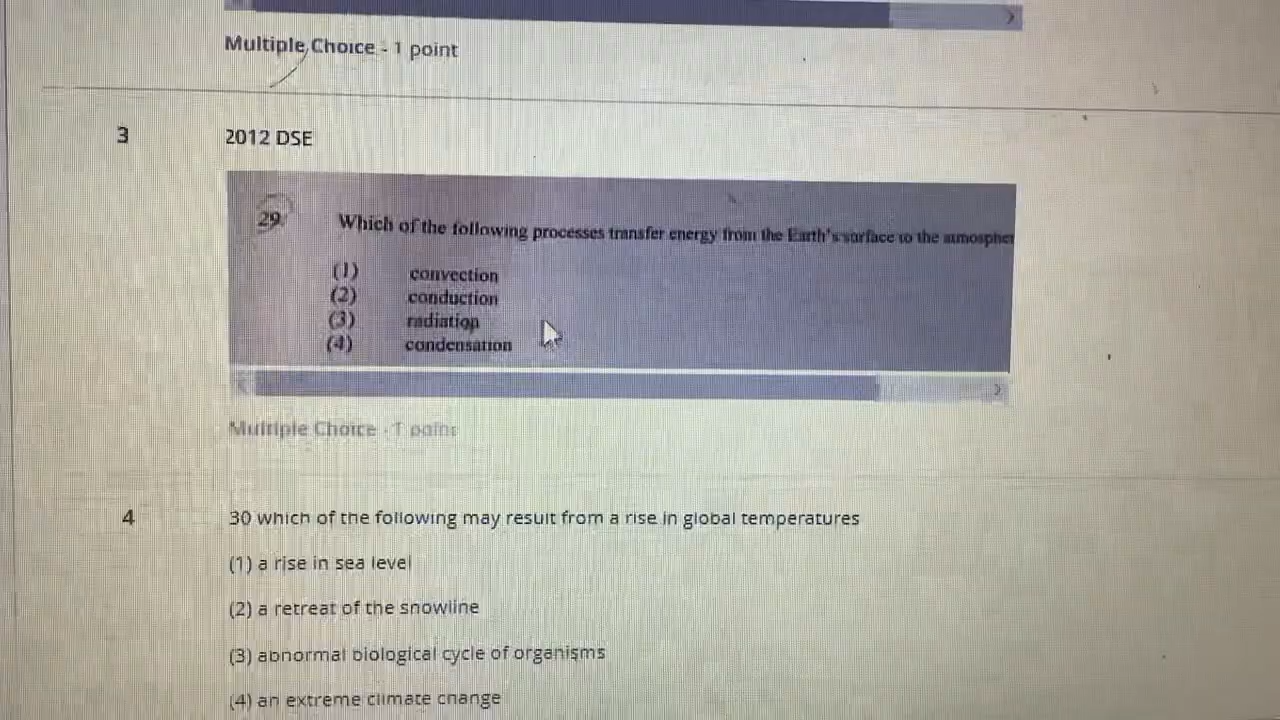 Multiple Choice - 1 point
3
2012 DSE
29. Which of the following processes transfer energy from the Earth's surface to the atmospher
(1) convection
(2) conduction
(3) radiation
(4) condensation
Multiple Choice - 1 point
4
30 which of the following may result from a rise in global temperatures
(1) a rise in sea level
(2) a retreat of the snowline
(3) abnormal biological cycle of organisms
(4) an extreme climate change